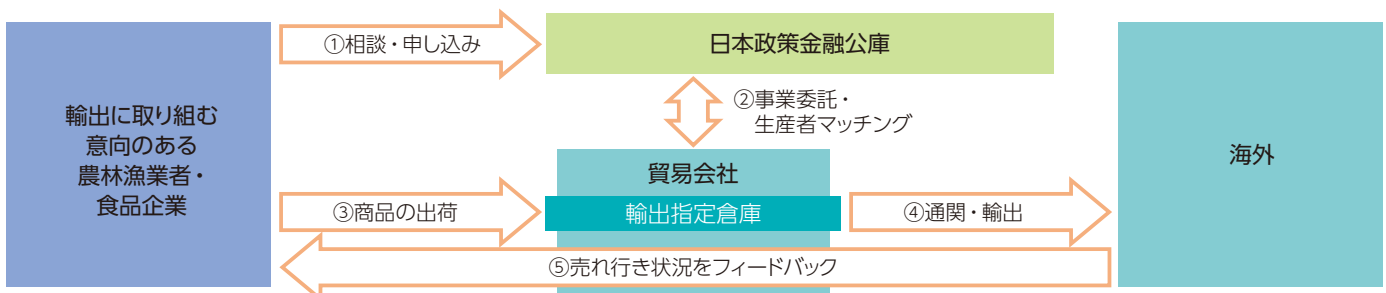 輸出に取り組む
意向のある
農林漁業者・
食品企業
①相談・申し込み
日本政策金融公庫
②事業委託・
生産者マッチング
貿易会社
輸出指定倉庫
③商品の出荷
④通関・輸出
⑤売れ行き状況をフィードバック
海外